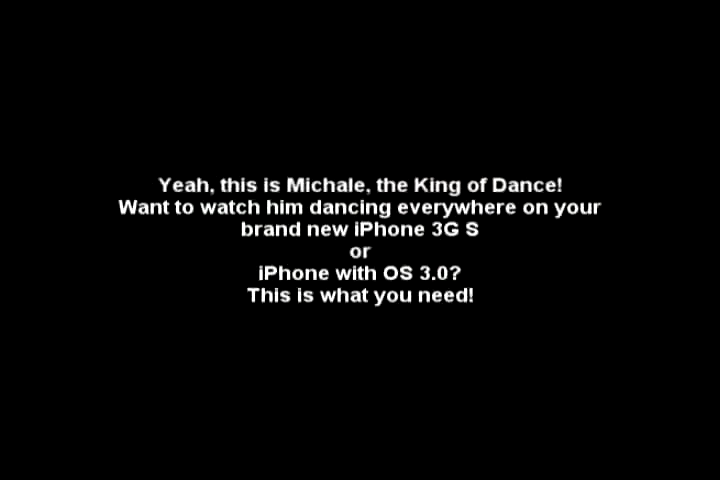 Yeah, this is Michale, the King of Dance!
Want to watch him dancing everywhere on your
brand new iPhone 3G S
or
iPhone with OS 3.0?
This is what you need!